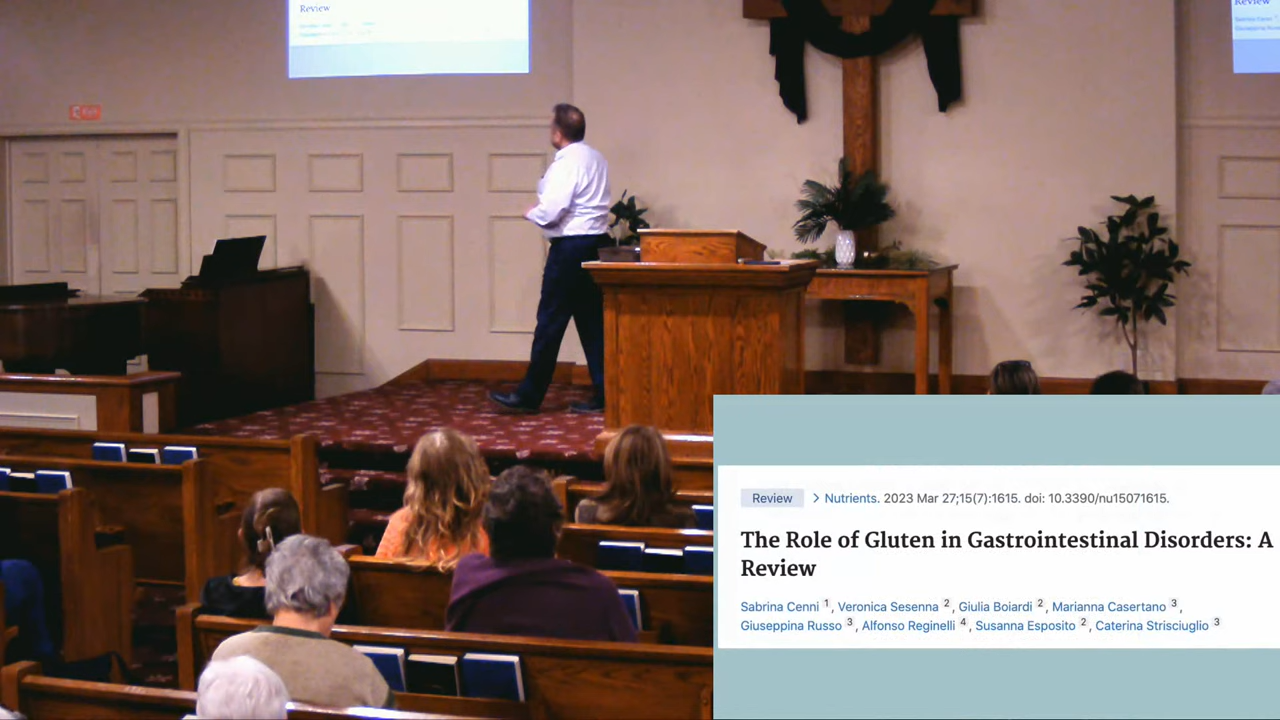 Review
Review
Exit
Review Nutrients. 2023 Mar 27;15(7):1615. doi: 10.3390/nu15071615.
The Role of Gluten in Gastrointestinal Disorders: A
Review
Sabrina Cenni 1, Veronica Sesenna 2, Giulia Boiardi 2, Marianna Casertano 3,
Giuseppina Russo 3, Alfonso Reginelli 4, Susanna Esposito 2, Caterina Strisciuglio 3